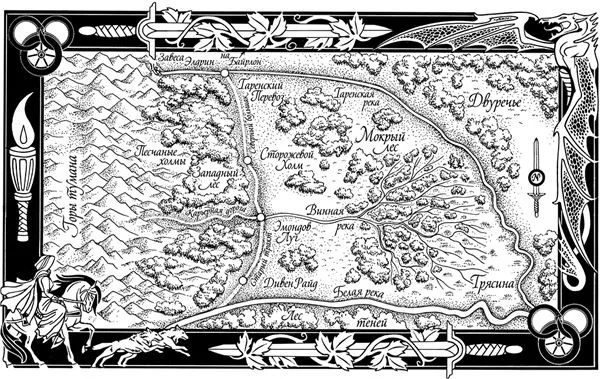 Завеса Эларин
на
Байрлон
Таренский
Перевоз
Таренская
река
Двуречье
Мокрый
лес
Песчаные
холмы
Западный
лес
Сторожевой
Холм
Горы тумана
Карьерная дорога
Винная
река
Эмондов
Луг
Дивен Райд
Белая река
Трясина
Лес
теней
N